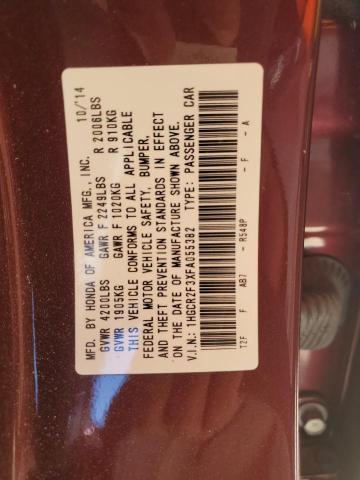 MFD. BY HONDA OF AMERICA MFG., INC. 10/'14
GVWR 4200LBS GAWR F 2249LBS R 2006LBS
GVWR 1905KG GAWR F 1020KG R 910KG
THIS VEHICLE CONFORMS TO ALL APPLICABLE
FEDERAL MOTOR VEHICLE SAFETY, BUMPER,
AND THEFT PREVENTION STANDARDS IN EFFECT
ON THE DATE OF MANUFACTURE SHOWN ABOVE.
V.I.N.: 1HGCR2F3XFA055382 TYPE: PASSENGER CAR
T2F F AB7 - R548P - F - A